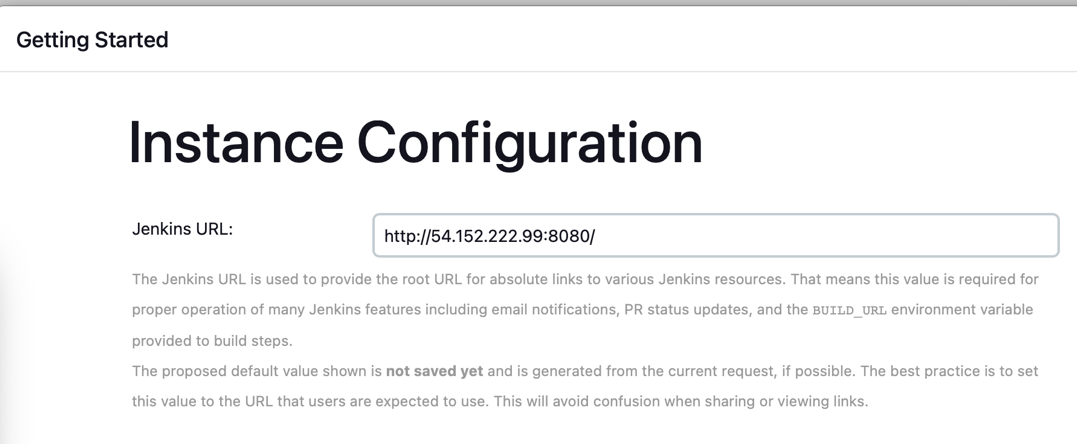 Getting Started
Instance Configuration
Jenkins URL:
http://54.152.222.99:8080/
The Jenkins URL is used to provide the root URL for absolute links to various Jenkins resources. That means this value is required for
proper operation of many Jenkins features including email notifications, PR status updates, and the BUILD_URL environment variable
provided to build steps.
The proposed default value shown is not saved yet and is generated from the current request, if possible. The best practice is to set
this value to the URL that users are expected to use. This will avoid confusion when sharing or viewing links.